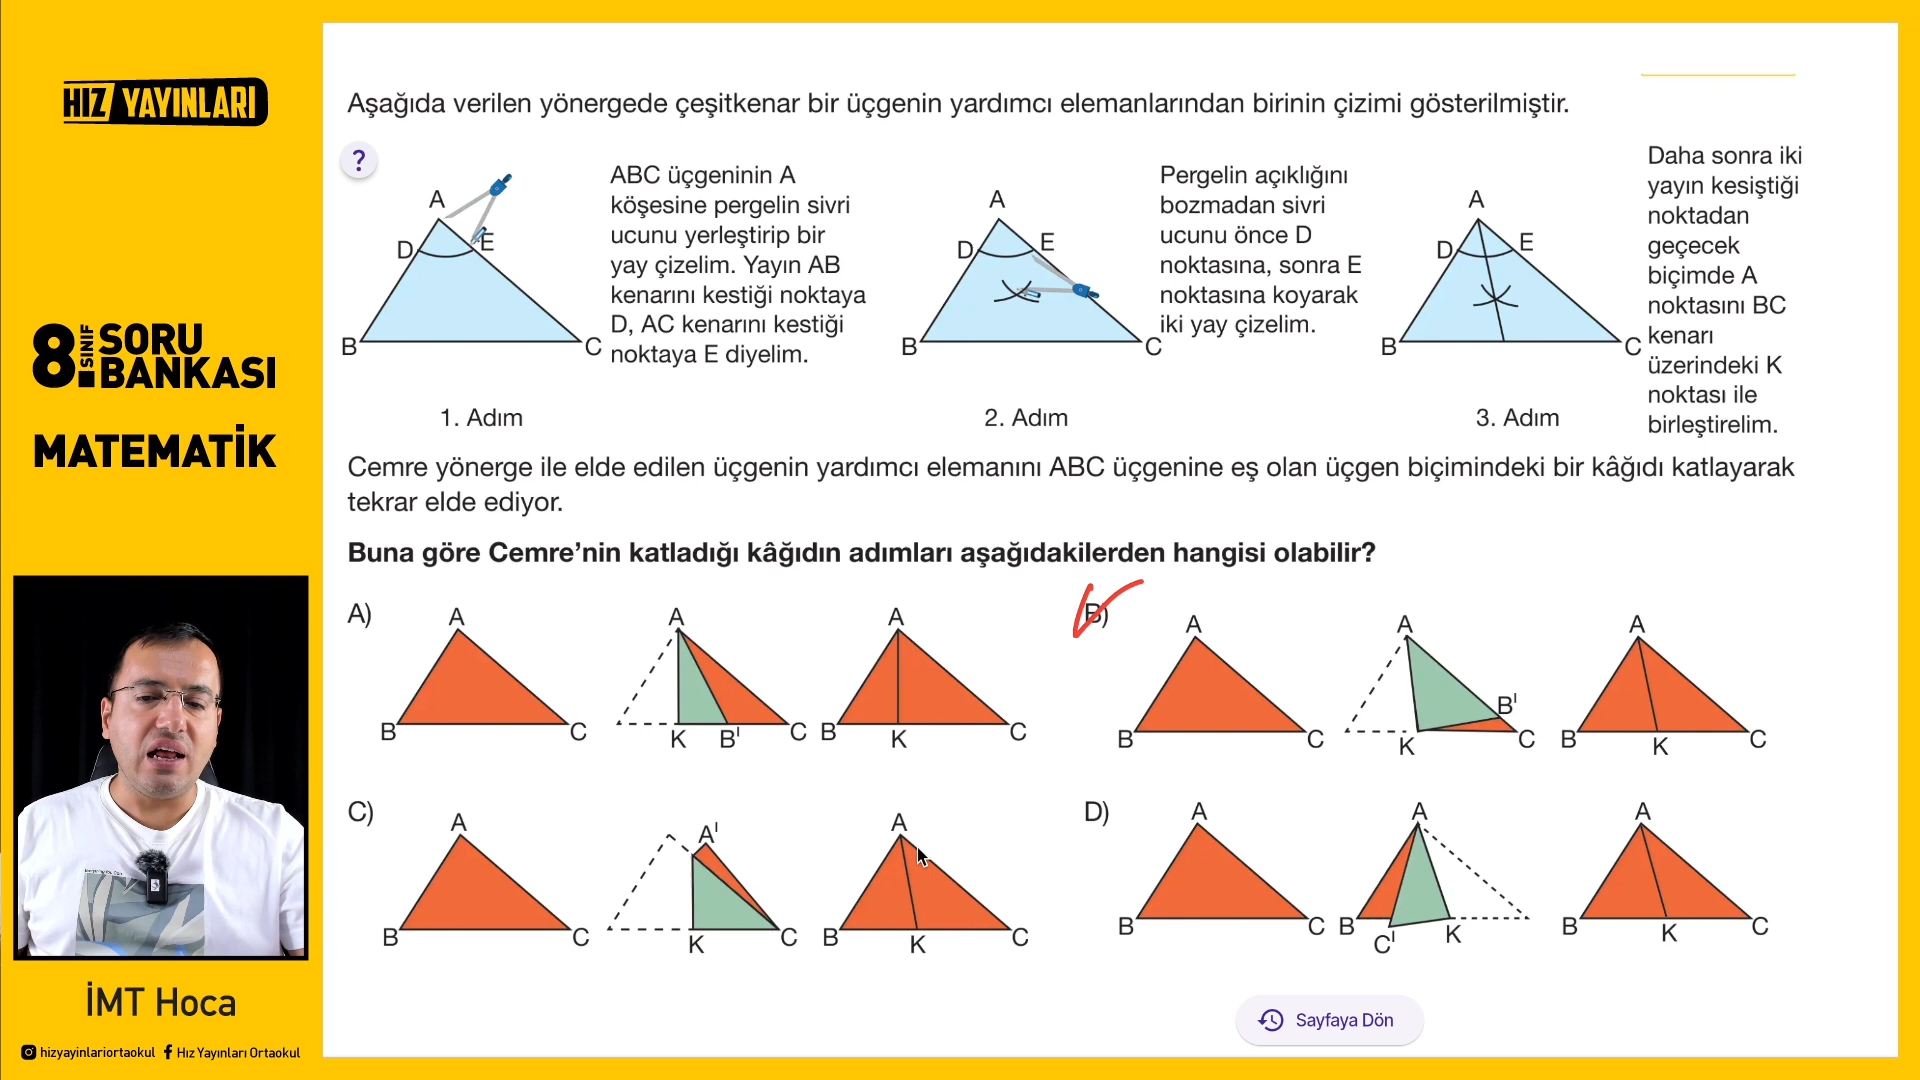 HIZ YAYINLARI
8. SINIF SORU BANKASI
MATEMATİK
Aşağıda verilen yönergede çeşitkenar bir üçgenin yardımcı elemanlarından birinin çizimi gösterilmiştir.
?
A
D
E
B
C
1. Adım
ABC üçgeninin A
köşesine pergelin sivri
ucunu yerleştirip bir
yay çizelim. Yayın AB
kenarını kestiği noktaya
D, AC kenarını kestiği
noktaya E diyelim.
A
D
E
B
C
2. Adım
Pergelin açıklığını
bozmadan sivri
ucunu önce D
noktasına, sonra E
noktasına koyarak
iki yay çizelim.
A
D
E
B
C
3. Adım
Daha sonra iki
yayın kesiştiği
noktadan
geçecek
biçimde A
noktasını BC
kenarı
üzerindeki K
noktası ile
birleştirelim.
Cemre yönerge ile elde edilen üçgenin yardımcı elemanını ABC üçgenine eş olan üçgen biçimindeki bir kâğıdı katlayarak
tekrar elde ediyor.
Buna göre Cemre'nin katladığı kâğıdın adımları aşağıdakilerden hangisi olabilir?
A)
A
B
C
A
K
B'
C
A
B
K
C
B)
A
B
C
A
B'
K
C
A
B
K
C
C)
A
B
C
A'
K
C
A
B
K
C
D)
A
B
C
A
B
C'
K
A
B
K
C
İMT Hoca
hizyayinlariortaokul Hız Yayınları Ortaokul
Sayfaya Dön